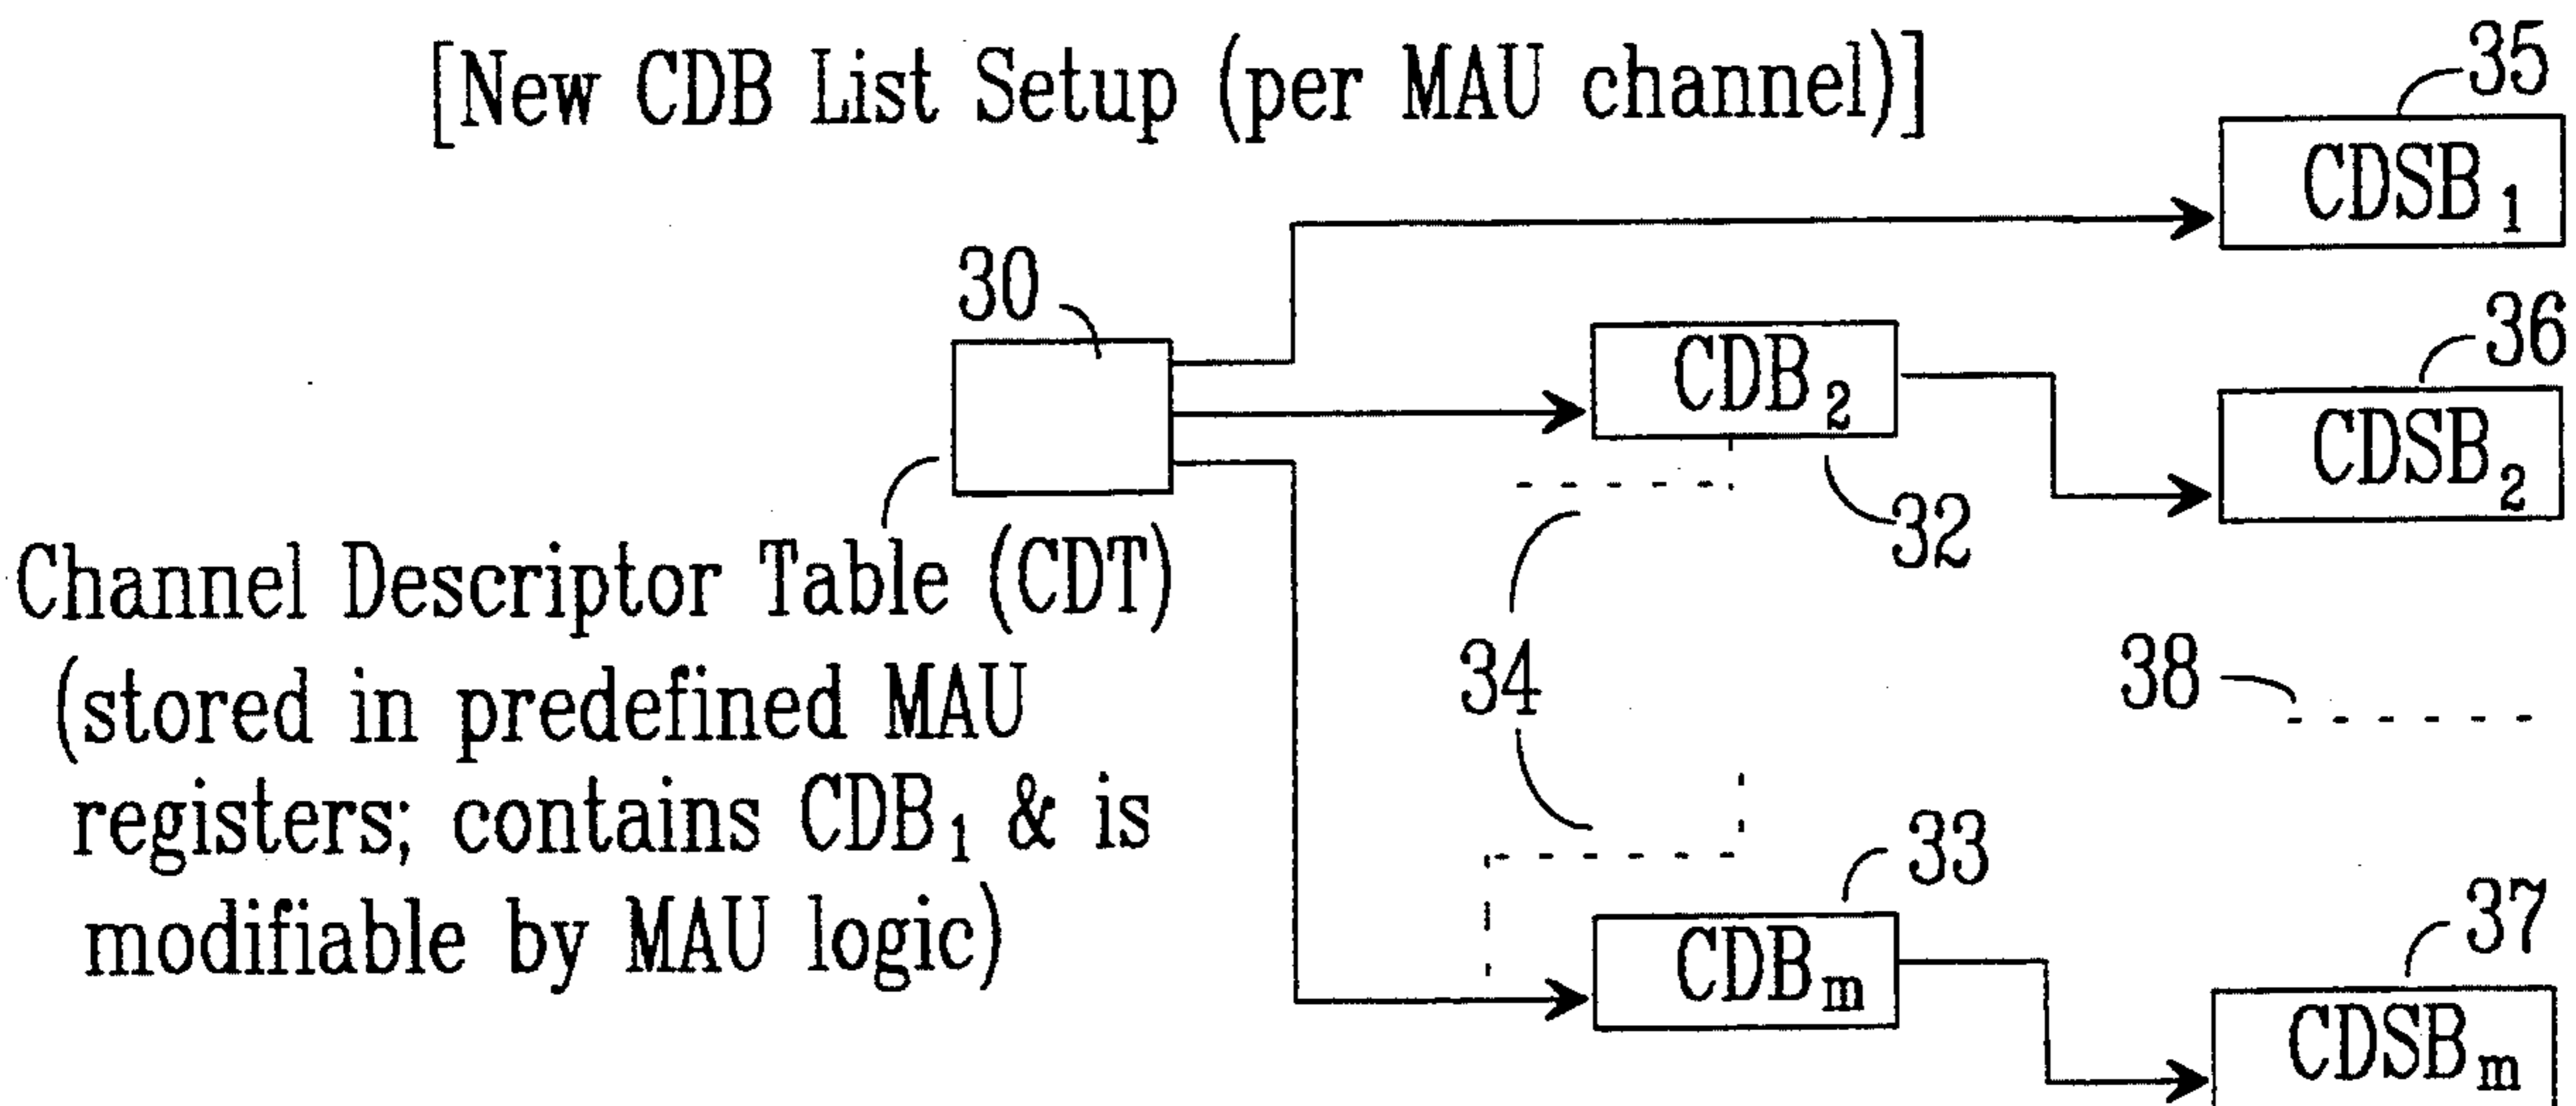 [New CDB List Setup (per MAU channel)]
35
CDSB₁
30
CDB₂
36
CDSB₂
32
Channel Descriptor Table (CDT)
(stored in predefined MAU
registers; contains CDB₁ & is
modifiable by MAU logic)
34
38
33
CDBₘ
37
CDSBₘ